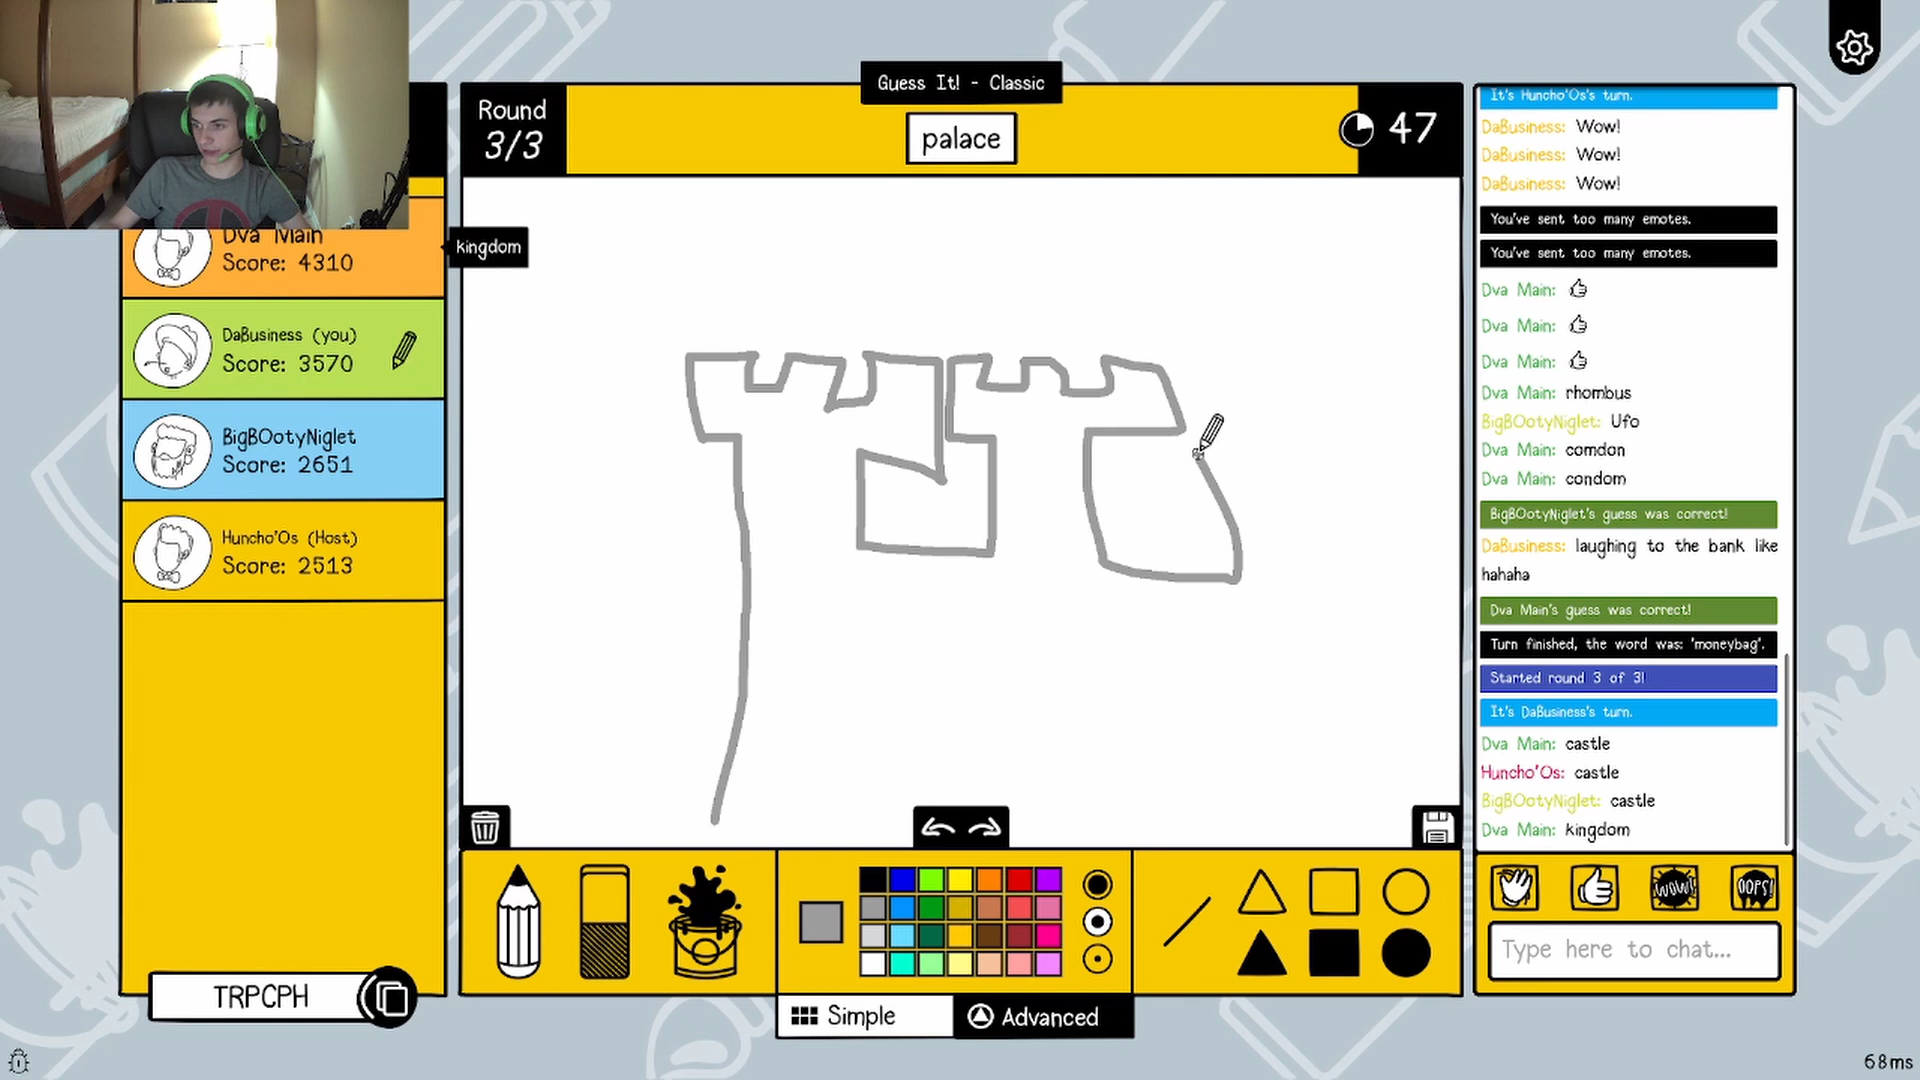 Guess It! - Classic
Round
3/3
palace
47
Dva Main
Score: 4310
kingdom
DaBusiness (you)
Score: 3570
BigBOotyNiglet
Score: 2651
Huncho'Os (Host)
Score: 2513
TRPCPH
It's Huncho'Os's turn.
DaBusiness: Wow!
DaBusiness: Wow!
DaBusiness: Wow!
You've sent too many emotes.
You've sent too many emotes.
Dva Main:
Dva Main:
Dva Main:
Dva Main: rhombus
BigBOotyNiglet: Ufo
Dva Main: comdon
Dva Main: condom
BigBOotyNiglet's guess was correct!
DaBusiness: laughing to the bank like
hahaha
Dva Main's guess was correct!
Turn finished, the word was: 'moneybag'.
Started round 3 of 3!
It's DaBusiness's turn.
Dva Main: castle
Huncho'Os: castle
BigBOotyNiglet: castle
Dva Main: kingdom
WOW!
OOPS!
Type here to chat...
Simple
Advanced
68ms